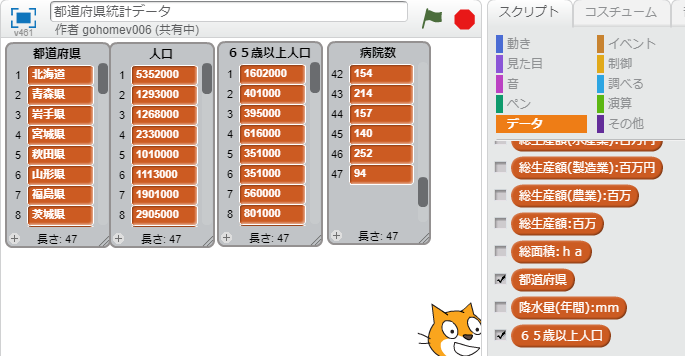 都道府県統計データ
v461
作者 gohomev006 (共有中)
都道府県
1 北海道
2 青森県
3 岩手県
4 宮城県
5 秋田県
6 山形県
7 福島県
8 茨城県
長さ: 47
人口
1 5352000
2 1293000
3 1268000
4 2330000
5 1010000
6 1113000
7 1901000
8 2905000
長さ: 47
６５歳以上人口
1 1602000
2 401000
3 395000
4 616000
5 351000
6 351000
7 560000
8 801000
長さ: 47
病院数
42 154
43 214
44 157
45 140
46 252
47 94
長さ: 47
スクリプト
コスチューム
動き
見た目
音
ペン
データ
イベント
制御
調べる
演算
その他
総生産額(水産業):百万円
総生産額(製造業):百万円
総生産額(農業):百万
総生産額:百万
総面積:ｈａ
都道府県
降水量(年間):mm
６５歳以上人口